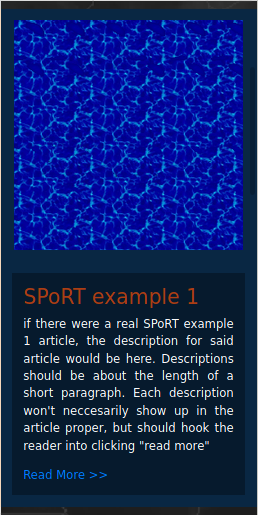 SPoRT example 1
if there were a real SPoRT example
1 article, the description for said
article would be here. Descriptions
should be about the length of a
short paragraph. Each description
won't neccesarily show up in the
article proper, but should hook the
reader into clicking "read more"
Read More >>